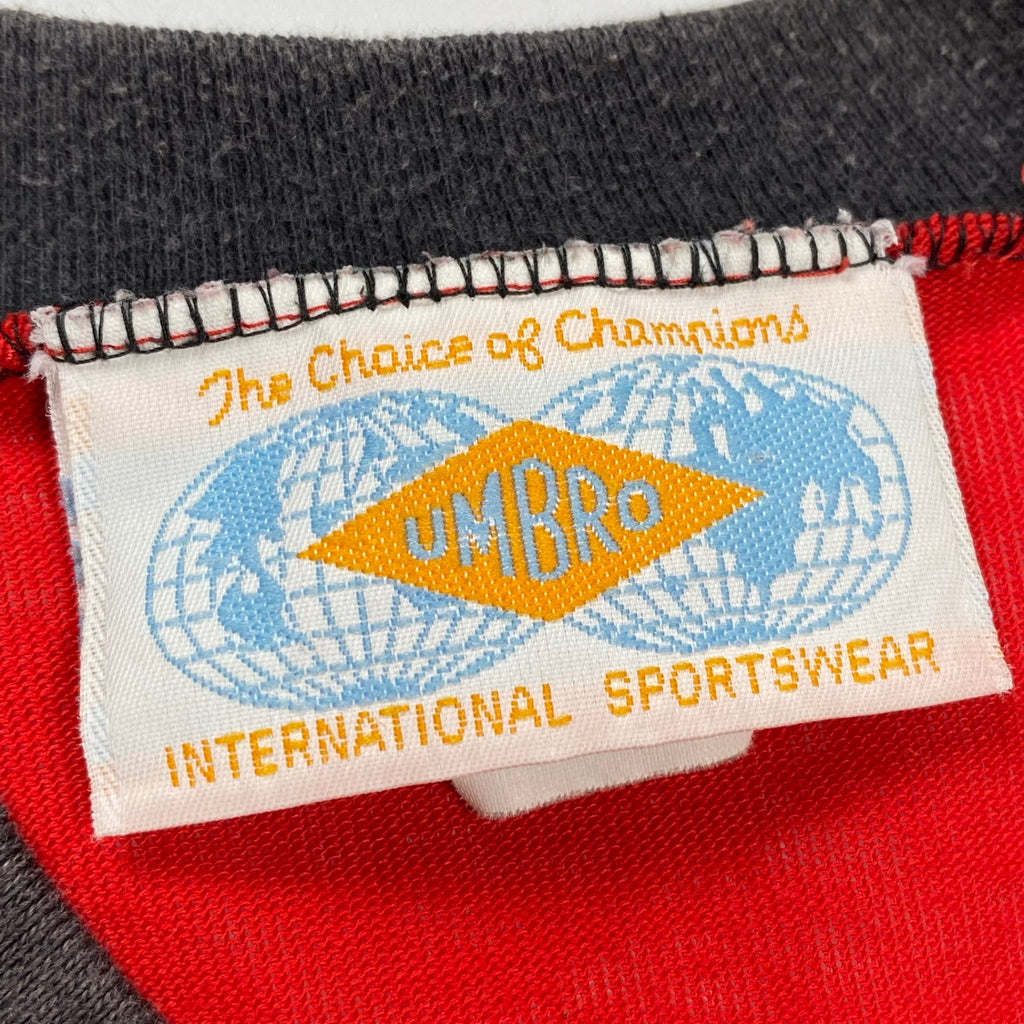 The Choice of Champions
UMBRO
INTERNATIONAL SPORTSWEAR